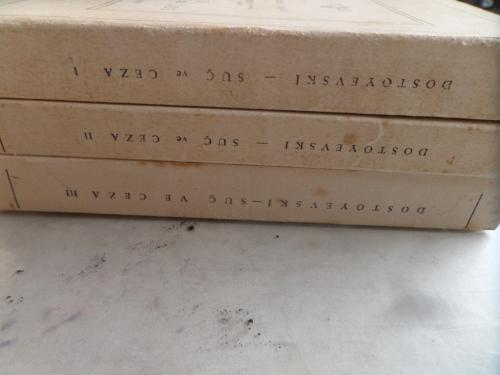 DOSTOYEVSKI — SUÇ ve CEZA I
DOSTOYEVSKI — SUÇ ve CEZA II
DOSTOYEVSKI — SUÇ VE CEZA III